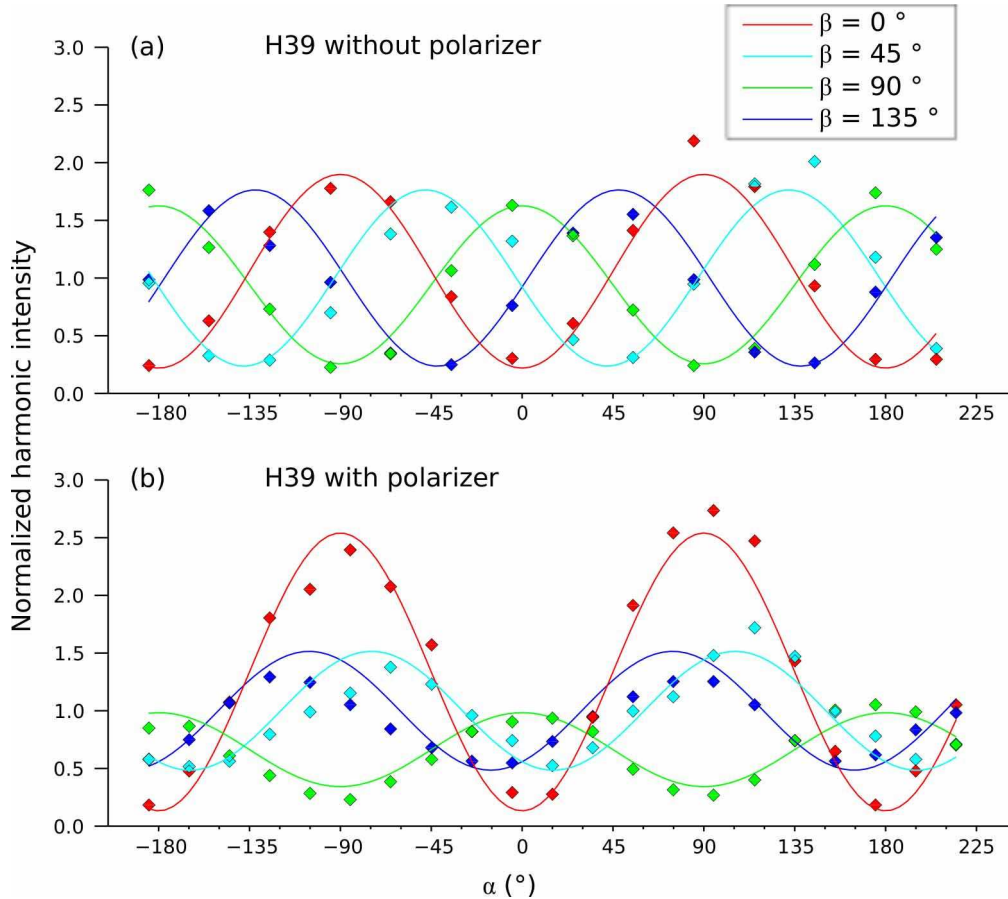 (a) H39 without polarizer
β = 0 °
β = 45 °
β = 90 °
β = 135 °
3.0
2.5
2.0
1.5
1.0
0.5
0.0
−180 −135 −90 −45 0 45 90 135 180 225
Normalized harmonic intensity
(b) H39 with polarizer
3.0
2.5
2.0
1.5
1.0
0.5
0.0
−180 −135 −90 −45 0 45 90 135 180 225
α (°)